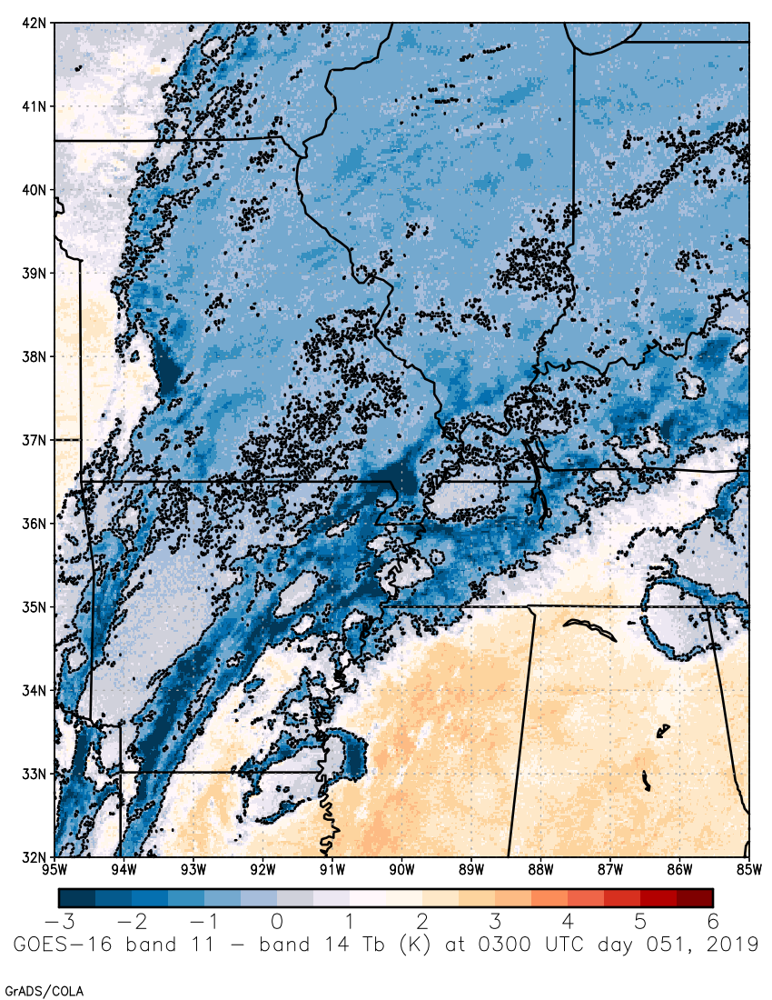 42N
41N
40N
39N
38N
37N
36N
35N
34N
33N
32N
95W 94W 93W 92W 91W 90W 89W 88W 87W 86W 85W
−3 −2 −1 0 1 2 3 4 5 6
GOES−16 band 11 − band 14 Tb (K) at 0300 UTC day 051, 2019
GrADS/COLA